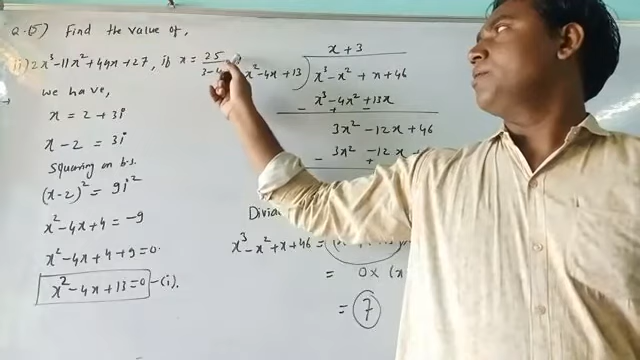 Q.(5) Find the value of,
ii) 2x³-11x²+44x+27, if x = 25
3-4
we have,
x = 2 + 3i
x - 2 = 3i
Squaring on b.s.
(x-2)² = 9i²
x² - 4x + 4 = -9
x² - 4x + 4 + 9 = 0.
x² - 4x + 13 = 0 -(i).
x + 3
x² - 4x + 13 ) x³ - x² + x + 46
x³ - 4x² + 13x
- + -
3x² - 12x + 46
3x² - 12x +
- +
Divi
x³ - x² + x + 46 =
= 0 × (x
= 7